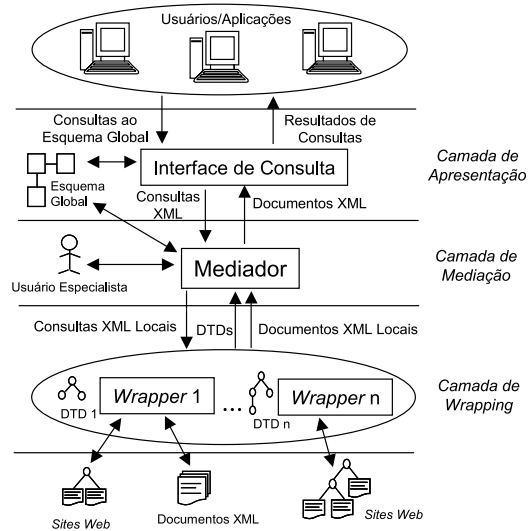 Usuários/Aplicações
Consultas ao
Esquema Global
Resultados de
Consultas
Interface de Consulta
Camada de
Apresentação
Esquema
Global
Consultas
XML
Documentos XML
Mediador
Camada de
Mediação
Usuário Especialista
Consultas XML Locais
DTDs
Documentos XML Locais
DTD 1
Wrapper 1
...
DTD n
Wrapper n
Camada de
Wrapping
Sites Web
Documentos XML
Sites Web